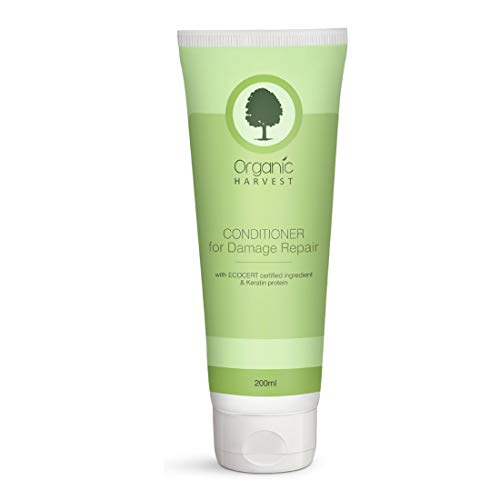 Organic
HARVEST
CONDITIONER
for Damage Repair
with ECOCERT certified ingredient
& Keratin protein
200ml